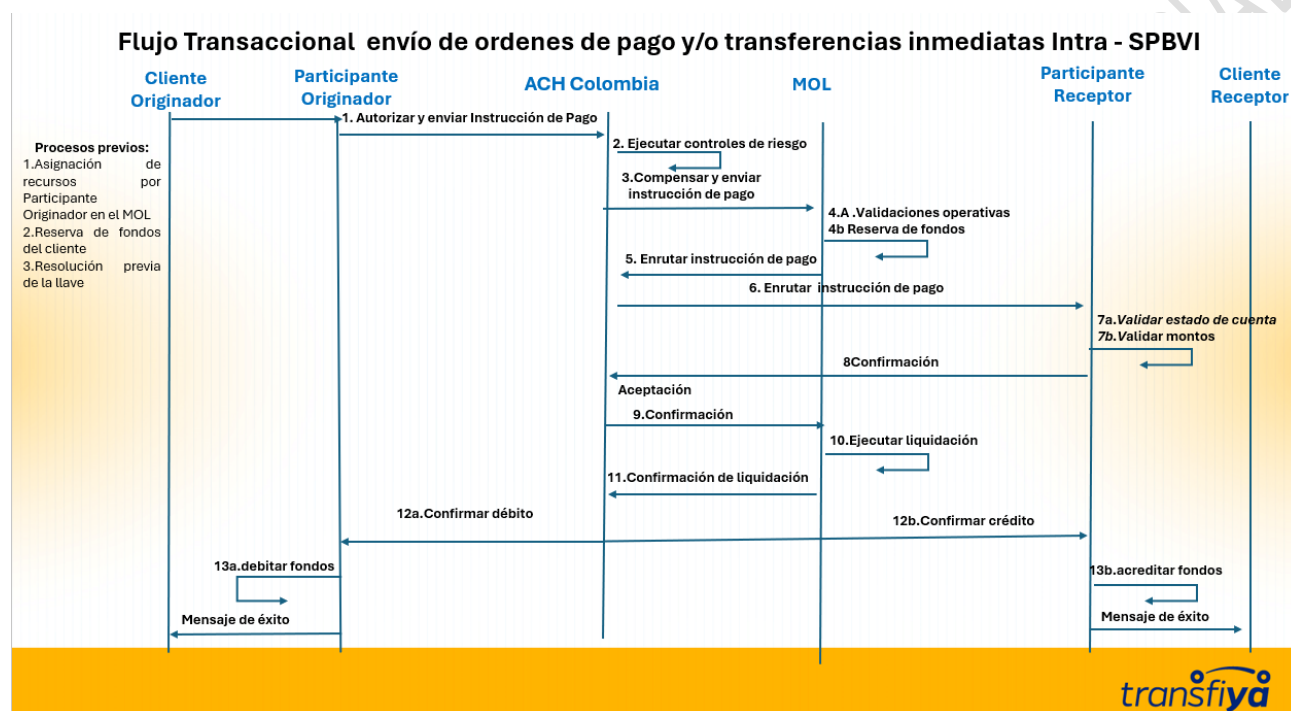 Flujo Transaccional envío de ordenes de pago y/o transferencias inmediatas Intra - SPBVI
Cliente
Originador
Participante
Originador
ACH Colombia
MOL
Participante
Receptor
Cliente
Receptor
Procesos previos:
1.Asignación de
recursos por
Participante
Originador en el MOL
2.Reserva de fondos
del cliente
3.Resolución previa
de la llave
1. Autorizar y enviar Instrucción de Pago
2. Ejecutar controles de riesgo
3.Compensar y enviar
instrucción de pago
4.A .Validaciones operativas
4b Reserva de fondos
5. Enrutar instrucción de pago
6. Enrutar instrucción de pago
7a.Validar estado de cuenta
7b.Validar montos
8Confirmación
Aceptación
9.Confirmación
10.Ejecutar liquidación
11.Confirmación de liquidación
12a.Confirmar débito
12b.Confirmar crédito
13a.debitar fondos
13b.acreditar fondos
Mensaje de éxito
Mensaje de éxito
transfiya